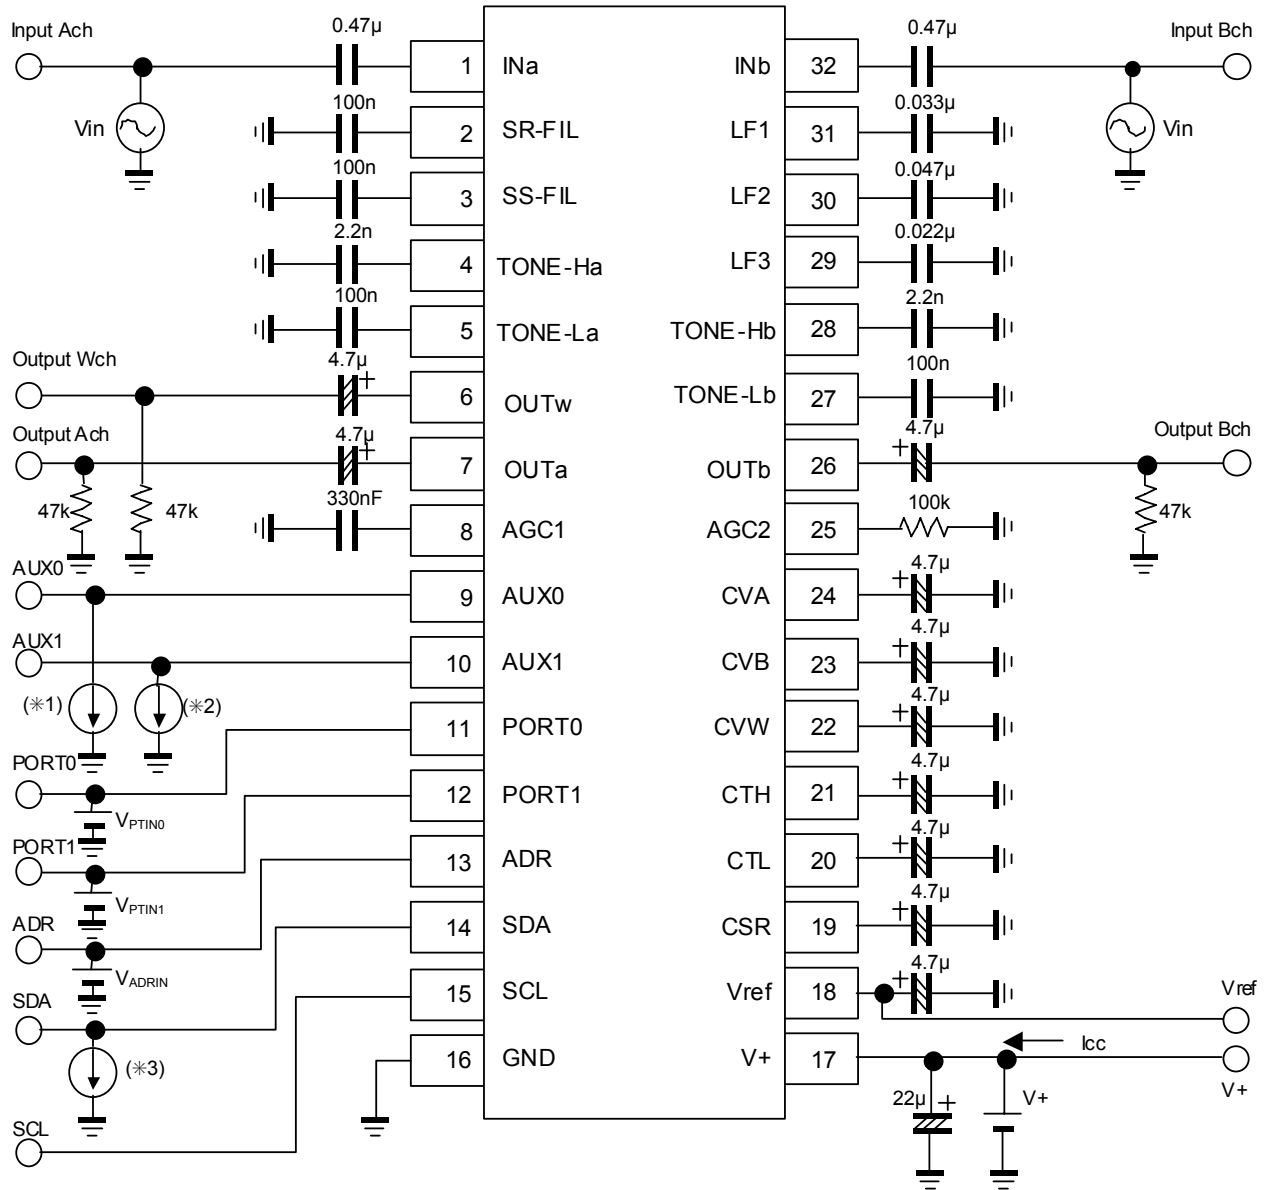 Input Ach
0.47µ
1
INa
INb
32
0.47µ
Input Bch
Vin
100n
2
SR-FIL
LF1
31
0.033µ
Vin
100n
3
SS-FIL
LF2
30
0.047µ
2.2n
4
TONE-Ha
LF3
29
0.022µ
100n
5
TONE-La
TONE-Hb
28
2.2n
Output Wch
4.7µ
+
6
OUTw
TONE-Lb
27
100n
Output Ach
4.7µ
+
7
OUTa
OUTb
26
4.7µ
+
Output Bch
47k
47k
330nF
8
AGC1
AGC2
25
100k
47k
AUX0
9
AUX0
CVA
24
4.7µ
+
AUX1
10
AUX1
CVB
23
4.7µ
+
(✳1)
(✳2)
11
PORT0
CVW
22
4.7µ
+
PORT0
VPTIN0
12
PORT1
CTH
21
4.7µ
+
PORT1
VPTIN1
13
ADR
CTL
20
4.7µ
+
ADR
VADRIN
14
SDA
CSR
19
4.7µ
+
SDA
(✳3)
15
SCL
Vref
18
4.7µ
+
Vref
16
GND
V+
17
Icc
V+
22µ
+
V+
SCL